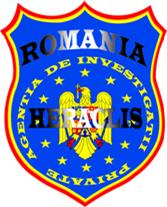 ROMANIA
AGENTIA DE INVESTIGATII
HERACLIS
PRIVATE